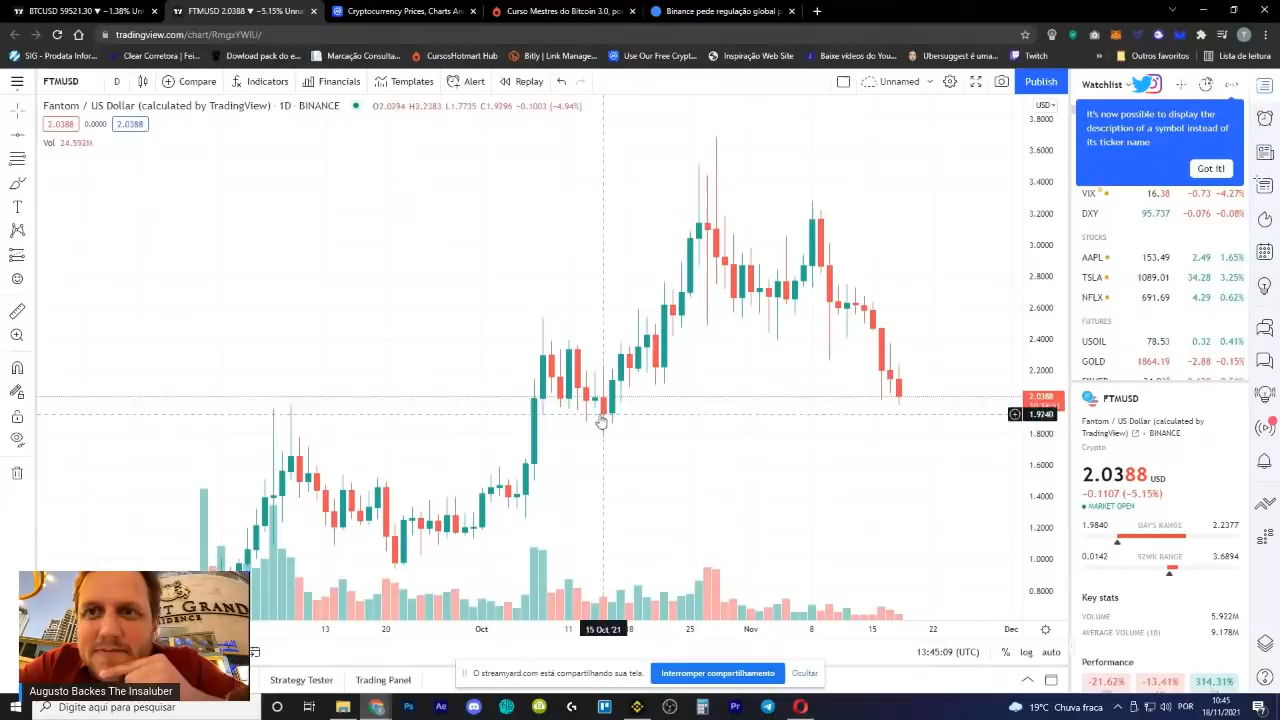 BTCUSD 59521.30 ▼ −1.38% Unn
FTMUSD 2.0388 ▼ −5.15% Unna
Cryptocurrency Prices, Charts An
Curso Mestres do Bitcoin 3.0, po
Binance pede regulação global p
tradingview.com/chart/RmgxYWlU/
SIG - Prodata Infor...
Clear Corretora | Fei...
Dowload pack do e...
Marcação Consulta...
CursosHotmart Hub
Bitly | Link Manage...
Use Our Free Crypt...
Inspiração Web Site
Baixe vídeos do You...
Ubersuggest é mesm...
Twitch
Outros favoritos
Lista de leitura
FTMUSD D Compare Indicators Financials Templates Alert Replay Unnamed Publish
Watchlist
Fantom / US Dollar (calculated by TradingView) · 1D · BINANCE O2.0294 H2.2383 L1.7735 C1.9296 −0.1003 (−4.94%)
USD
2.0388 0.0000 2.0388
Vol 24.592M
It's now possible to display the
description of a symbol instead of
its ticker name
Got it!
3.8000
3.6000
3.4000
3.2000
3.0000
2.8000
2.6000
2.4000
2.2000
2.0388
1.9240
1.8000
1.6000
1.4000
1.2000
1.0000
0.8000
VIX 16.38 −0.73 −4.27%
DXY 95.737 −0.076 −0.08%
STOCKS
AAPL 153.49 2.49 1.65%
TSLA 1089.01 34.28 3.25%
NFLX 691.69 4.29 0.62%
FUTURES
USOIL 78.53 0.32 0.41%
GOLD 1864.19 −2.88 −0.15%
FTMUSD
Fantom / US Dollar (calculated by
TradingView) • BINANCE
Crypto
2.0388 USD
−0.1107 (−5.15%)
MARKET OPEN
1.9840 DAY'S RANGE 2.2377
0.0142 52WK RANGE 3.6894
Key stats
VOLUME 5.922M
AVERAGE VOLUME (10) 9.178M
Performance
−21.62% −13.41% 314.31%
13 20 Oct 11 15 Oct '21 8 25 Nov 8 15 22 Dec
13:45:09 (UTC) % log auto
Strategy Tester Trading Panel
O streamyard.com está compartilhando sua tela. Interromper compartilhamento Ocultar
GRAND
Augusto Backes The Insaluber
Digite aqui para pesquisar
19°C Chuva fraca
POR
10:45
18/11/2021